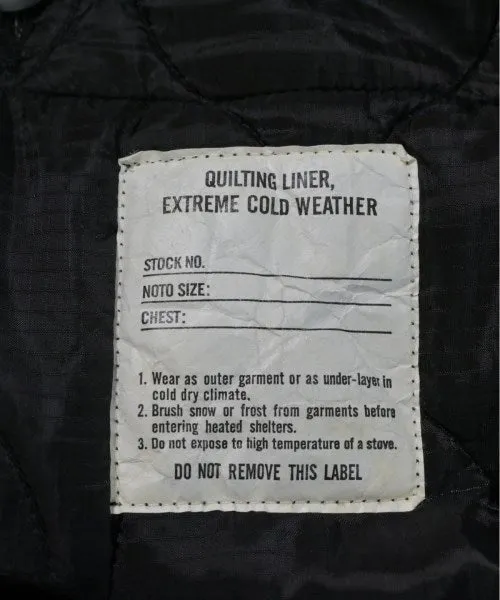 QUILTING LINER,
EXTREME COLD WEATHER
STOCK NO.
NOTO SIZE:
CHEST:
1. Wear as outer garment or as under-layer in
cold dry climate.
2. Brush snow or frost from garments before
entering heated shelters.
3. Do not expose to high temperature of a stove.
DO NOT REMOVE THIS LABEL